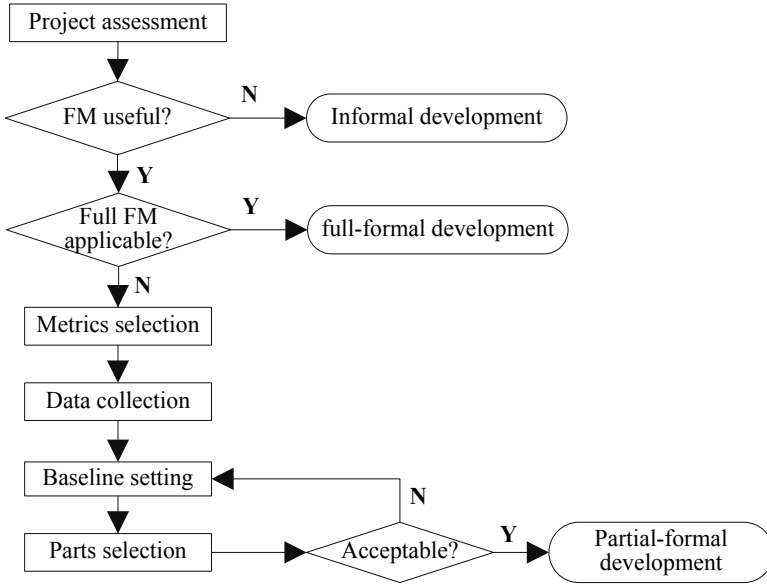 Project assessment
FM useful?
N
Informal development
Y
Full FM
applicable?
Y
full-formal development
N
Metrics selection
Data collection
Baseline setting
N
Parts selection
Acceptable?
Y
Partial-formal
development